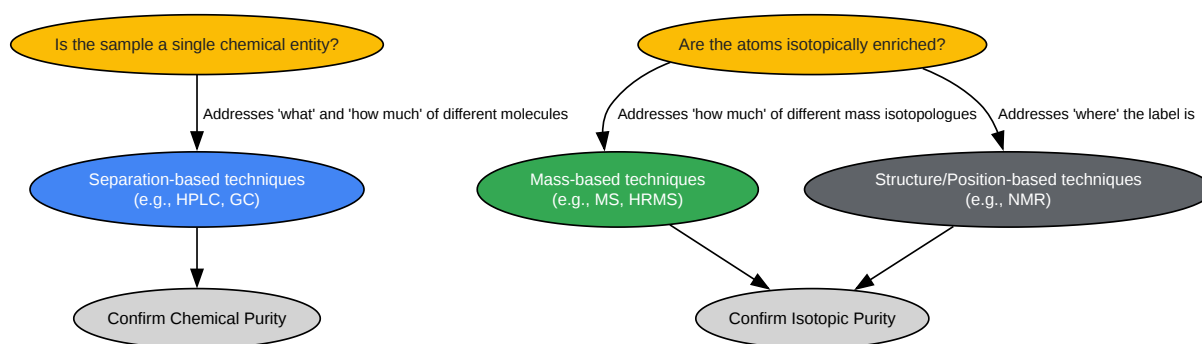 Is the sample a single chemical entity?
Are the atoms isotopically enriched?
Addresses 'what' and 'how much' of different molecules
Addresses 'how much' of different mass isotopologues
Addresses 'where' the label is
Separation-based techniques
(e.g., HPLC, GC)
Mass-based techniques
(e.g., MS, HRMS)
Structure/Position-based techniques
(e.g., NMR)
Confirm Chemical Purity
Confirm Isotopic Purity